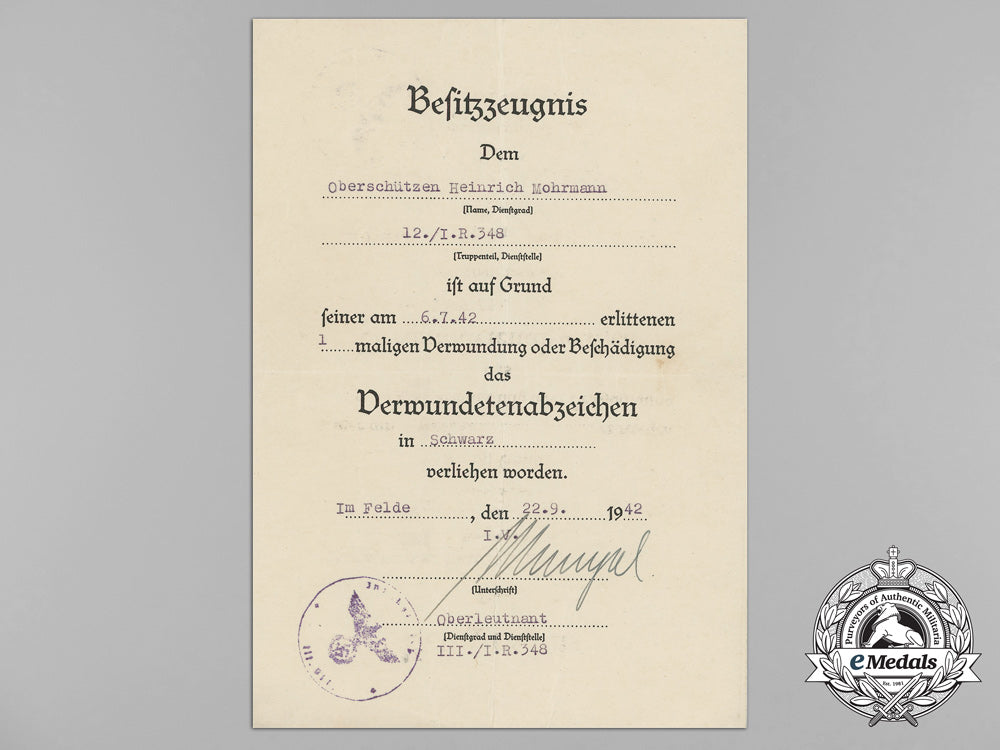 Besitzzeugnis
Dem
Oberschützen Heinrich Mohrmann
(Name, Dienstgrad)
12./I.R.348
(Truppenteil, Dienststelle)
ist auf Grund
seiner am 6.7.42 erlittenen
1 maligen Verwundung oder Beschädigung
das
Verwundetenabzeichen
in Schwarz
verliehen worden.
Im Felde, den 22.9. 1942
I.V.
(Unterschrift)
Oberleutnant
(Dienstgrad und Dienststelle)
III./I.R.348
Purveyors of Authentic Militaria
eMedals
Est. 1981